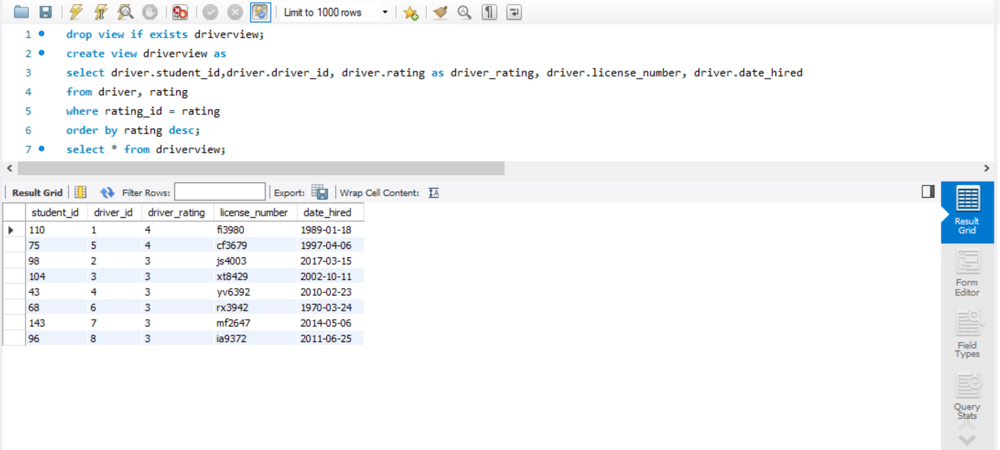 Limit to 1000 rows
1 drop view if exists driverview;
2 create view driverview as
3 select driver.student_id,driver.driver_id, driver.rating as driver_rating, driver.license_number, driver.date_hired
4 from driver, rating
5 where rating_id = rating
6 order by rating desc;
7 select * from driverview;
Result Grid Filter Rows: Export: Wrap Cell Content: IA
student_id driver_id driver_rating license_number date_hired
110 1 4 fi3980 1989-01-18
75 5 4 cf3679 1997-04-06
98 2 3 js4003 2017-03-15
104 3 3 xt8429 2002-10-11
43 4 3 yv6392 2010-02-23
68 6 3 rx3942 1970-03-24
143 7 3 mf2647 2014-05-06
96 8 3 ia9372 2011-06-25
Result
Grid
Form
Editor
Field
Types
Query
Stats